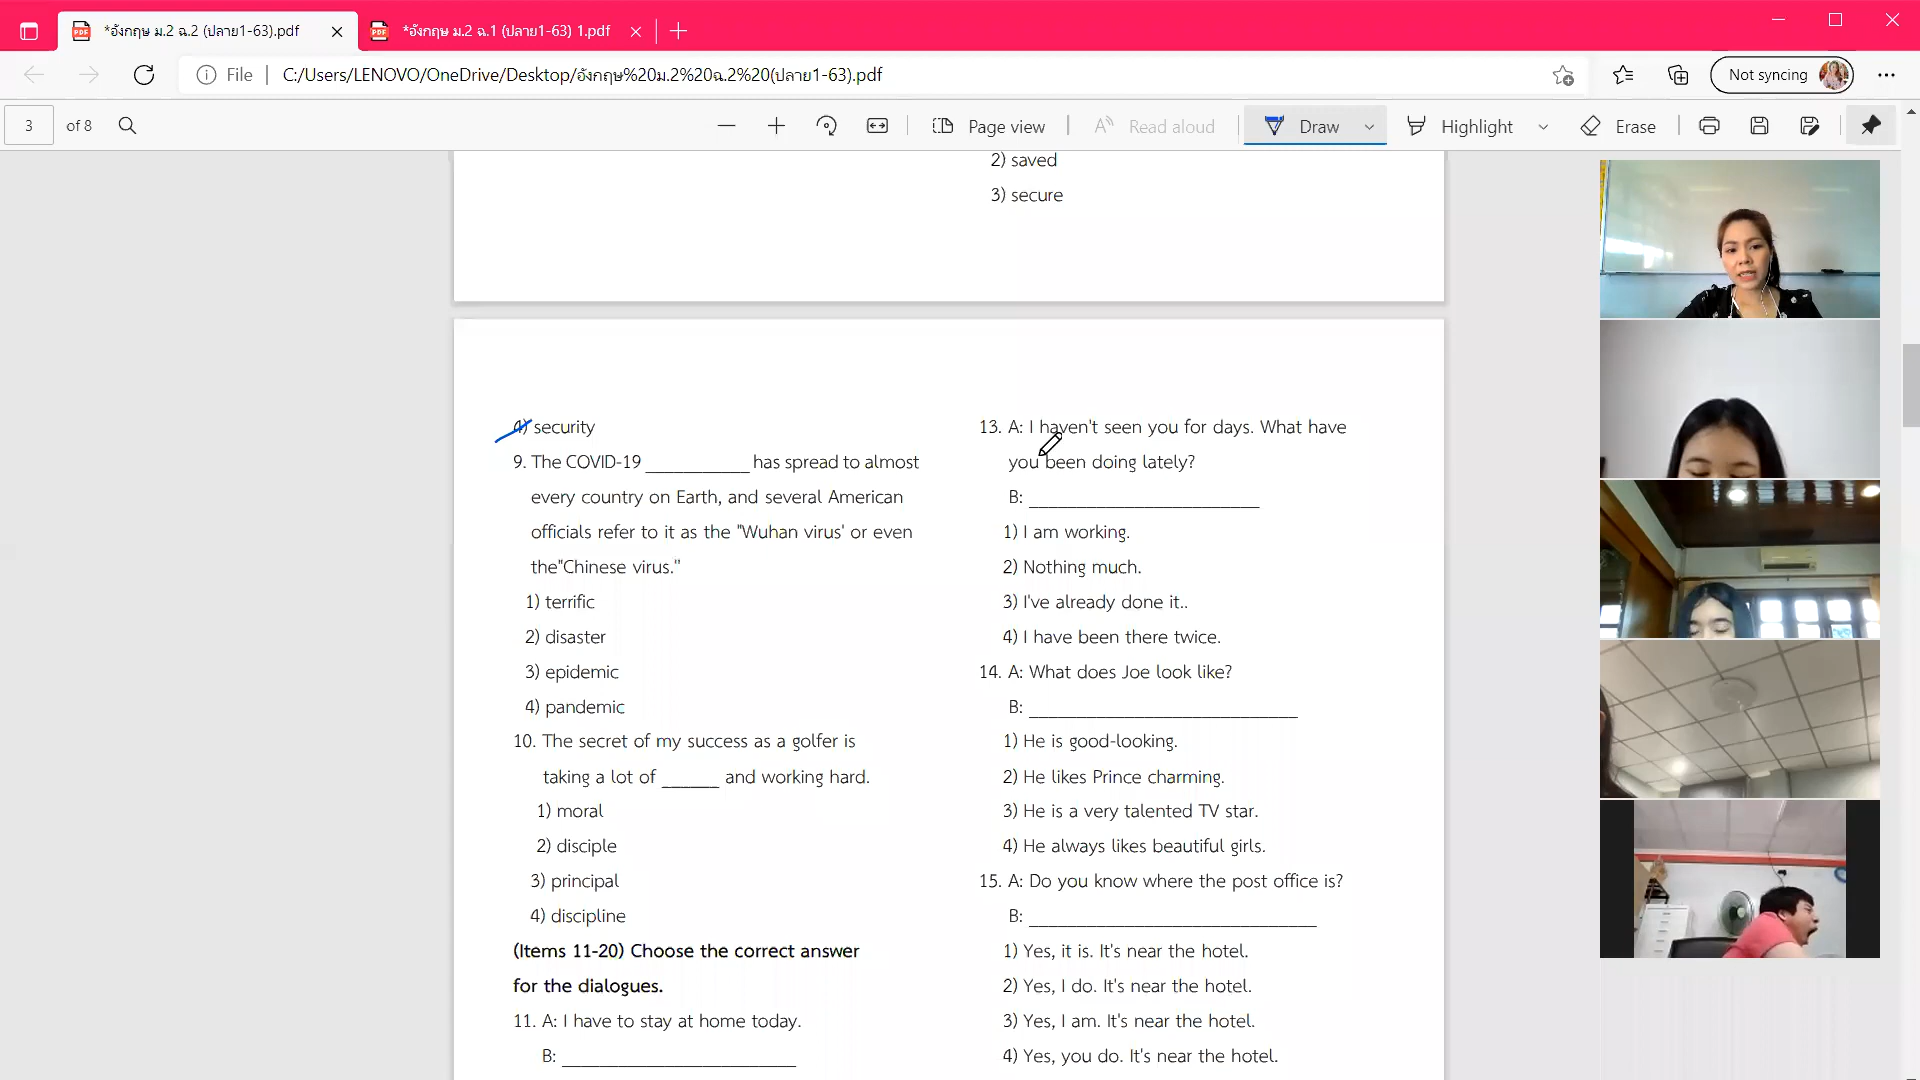 *อังกฤษ ม.2 ฉ.2 (ปลาย1-63).pdf
*อังกฤษ ม.2 ฉ.1 (ปลาย1-63) 1.pdf
File
C:/Users/LENOVO/OneDrive/Desktop/อังกฤษ%20ม.2%20ฉ.2%20(ปลาย1-63).pdf
Not syncing
3 of 8
Page view
Read aloud
Draw
Highlight
Erase
2) saved
3) secure
4) security
9. The COVID-19 ___________ has spread to almost
every country on Earth, and several American
officials refer to it as the "Wuhan virus' or even
the"Chinese virus."
1) terrific
2) disaster
3) epidemic
4) pandemic
10. The secret of my success as a golfer is
taking a lot of ______ and working hard.
1) moral
2) disciple
3) principal
4) discipline
(Items 11-20) Choose the correct answer
for the dialogues.
11. A: I have to stay at home today.
B: _________________________
13. A: I haven't seen you for days. What have
you been doing lately?
B: ________________________
1) I am working.
2) Nothing much.
3) I've already done it..
4) I have been there twice.
14. A: What does Joe look like?
B: ____________________________
1) He is good-looking.
2) He likes Prince charming.
3) He is a very talented TV star.
4) He always likes beautiful girls.
15. A: Do you know where the post office is?
B: ______________________________
1) Yes, it is. It's near the hotel.
2) Yes, I do. It's near the hotel.
3) Yes, I am. It's near the hotel.
4) Yes, you do. It's near the hotel.